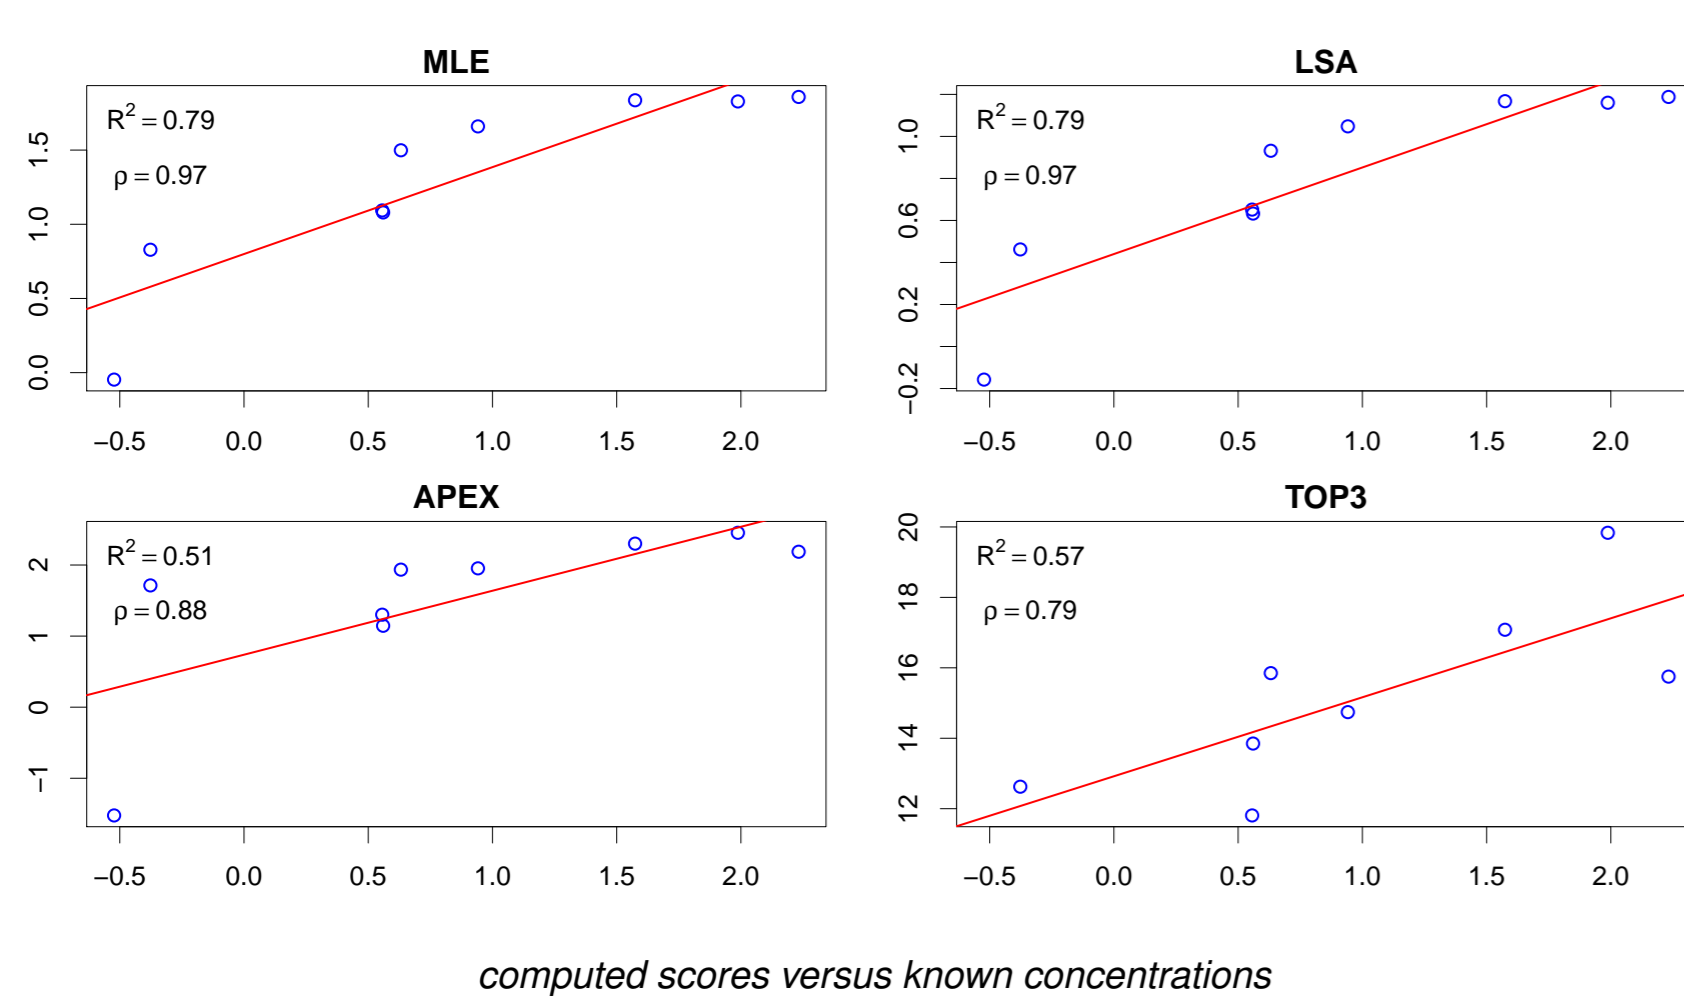 MLE
R² = 0.79
ρ = 0.97
0.0 0.5 1.0 1.5
−0.5 0.0 0.5 1.0 1.5 2.0
LSA
R² = 0.79
ρ = 0.97
−0.2 0.2 0.6 1.0
−0.5 0.0 0.5 1.0 1.5 2.0
APEX
R² = 0.51
ρ = 0.88
−1 0 1 2
−0.5 0.0 0.5 1.0 1.5 2.0
TOP3
R² = 0.57
ρ = 0.79
12 14 16 18 20
−0.5 0.0 0.5 1.0 1.5 2.0
computed scores versus known concentrations